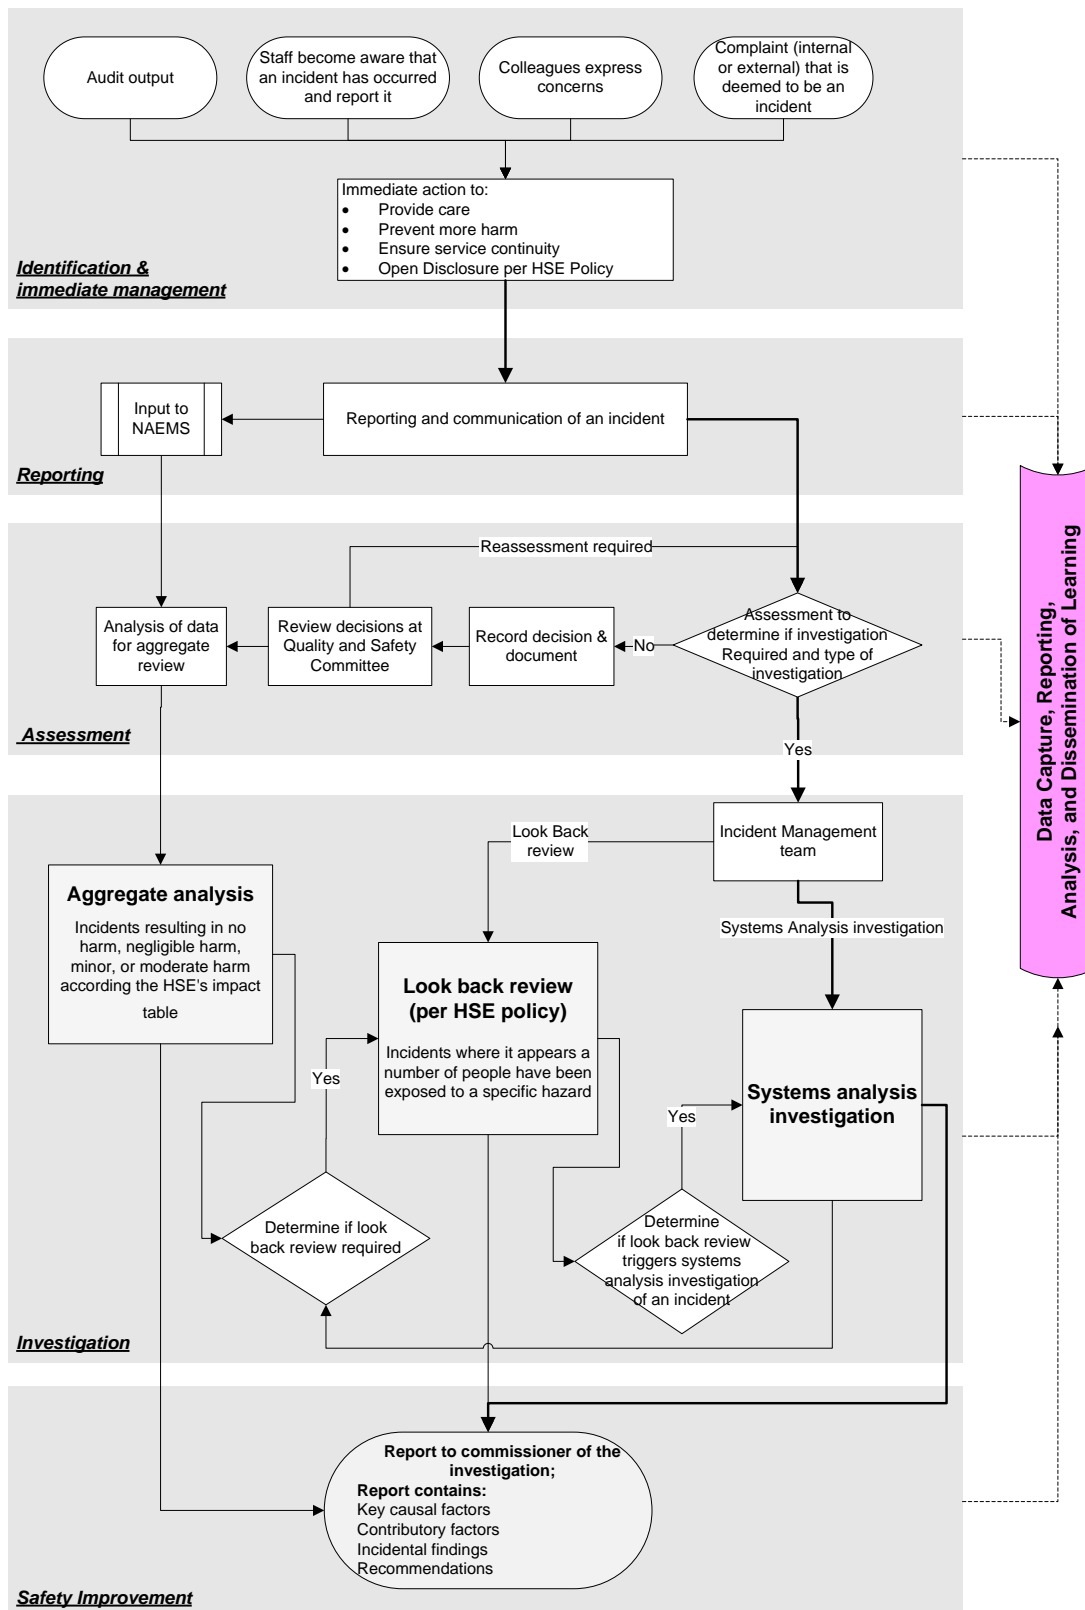 Audit output
Staff become aware that
an incident has occurred
and report it
Colleagues express
concerns
Complaint (internal
or external) that is
deemed to be an
incident
Immediate action to:
• Provide care
• Prevent more harm
• Ensure service continuity
• Open Disclosure per HSE Policy
Identification &
immediate management
Input to
NAEMS
Reporting and communication of an incident
Reporting
Reassessment required
Analysis of data
for aggregate
review
Review decisions at
Quality and Safety
Committee
Record decision &
document
No
Assessment to
determine if investigation
Required and type of
investigation
Assessment
Yes
Data Capture, Reporting,
Analysis, and Dissemination of Learning
Incident Management
team
Look Back
review
Systems Analysis investigation
Aggregate analysis
Incidents resulting in no
harm, negligible harm,
minor, or moderate harm
according the HSE's impact
table
Look back review
(per HSE policy)
Incidents where it appears a
number of people have been
exposed to a specific hazard
Yes
Yes
Systems analysis
investigation
Determine if look
back review required
Determine
if look back review
triggers systems
analysis investigation
of an incident
Investigation
Report to commissioner of the
investigation;
Report contains:
Key causal factors
Contributory factors
Incidental findings
Recommendations
Safety Improvement